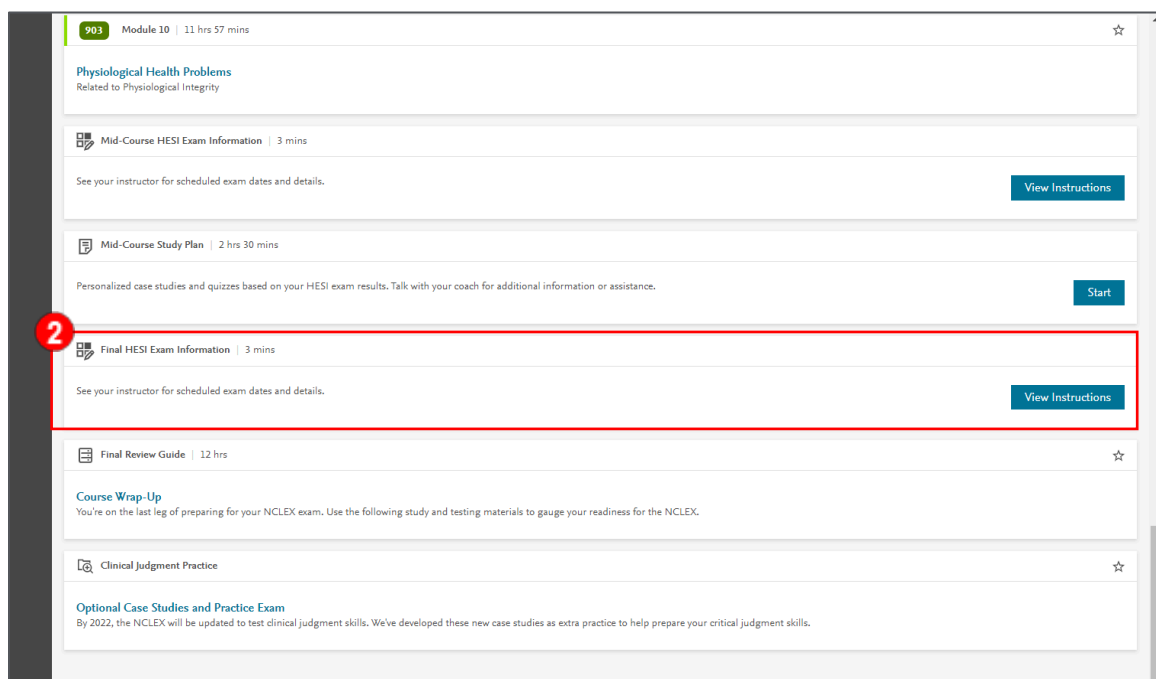 903 Module 10 | 11 hrs 57 mins
Physiological Health Problems
Related to Physiological Integrity
Mid-Course HESI Exam Information | 3 mins
See your instructor for scheduled exam dates and details.
View Instructions
Mid-Course Study Plan | 2 hrs 30 mins
Personalized case studies and quizzes based on your HESI exam results. Talk with your coach for additional information or assistance.
Start
2
Final HESI Exam Information | 3 mins
See your instructor for scheduled exam dates and details.
View Instructions
Final Review Guide | 12 hrs
Course Wrap-Up
You're on the last leg of preparing for your NCLEX exam. Use the following study and testing materials to gauge your readiness for the NCLEX.
Clinical Judgment Practice
Optional Case Studies and Practice Exam
By 2022, the NCLEX will be updated to test clinical judgment skills. We've developed these new case studies as extra practice to help prepare your critical judgment skills.